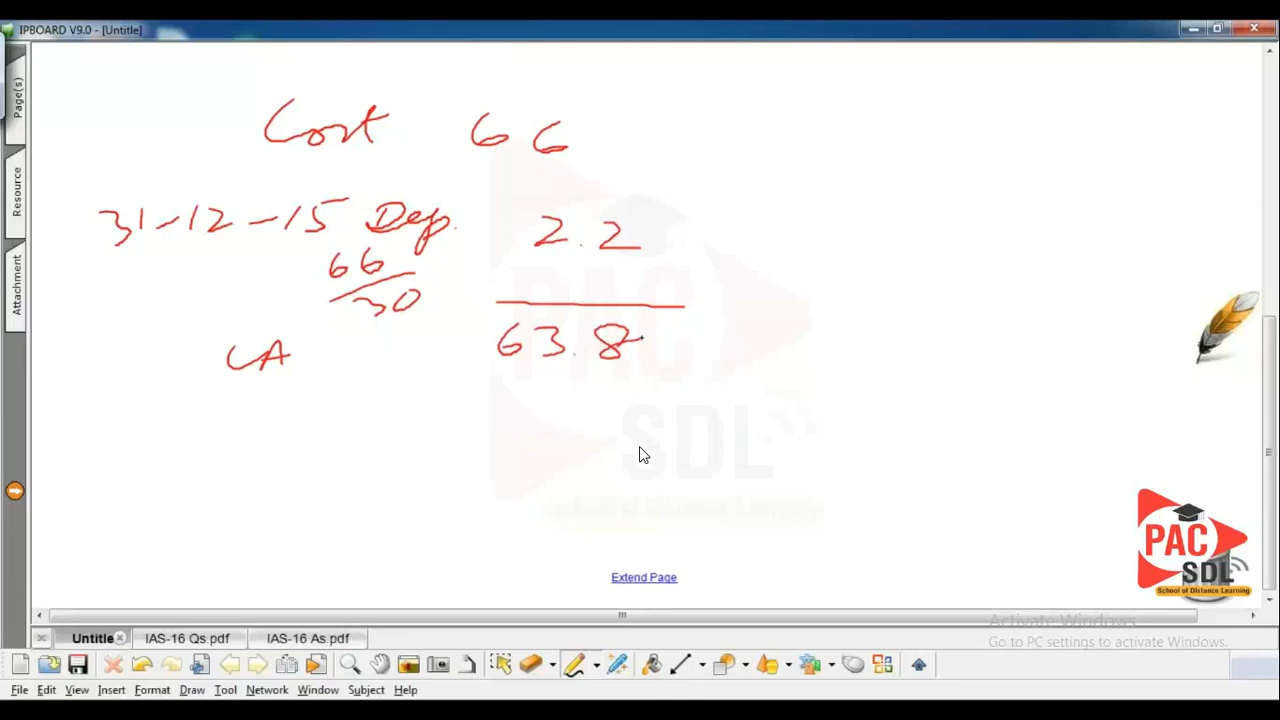 IPBOARD V9.0 - [Untitle]
Page(s)
Resource
Attachment
Cost 66
31-12-15 Dep. 2.2
66
30
CA 63.8
PAC
SDL
PAC
SDL
School of Distance Learning
Extend Page
Activate Windows
Go to PC settings to activate Windows.
Untitle IAS-16 Qs.pdf IAS-16 As.pdf
File Edit View Insert Format Draw Tool Network Window Subject Help